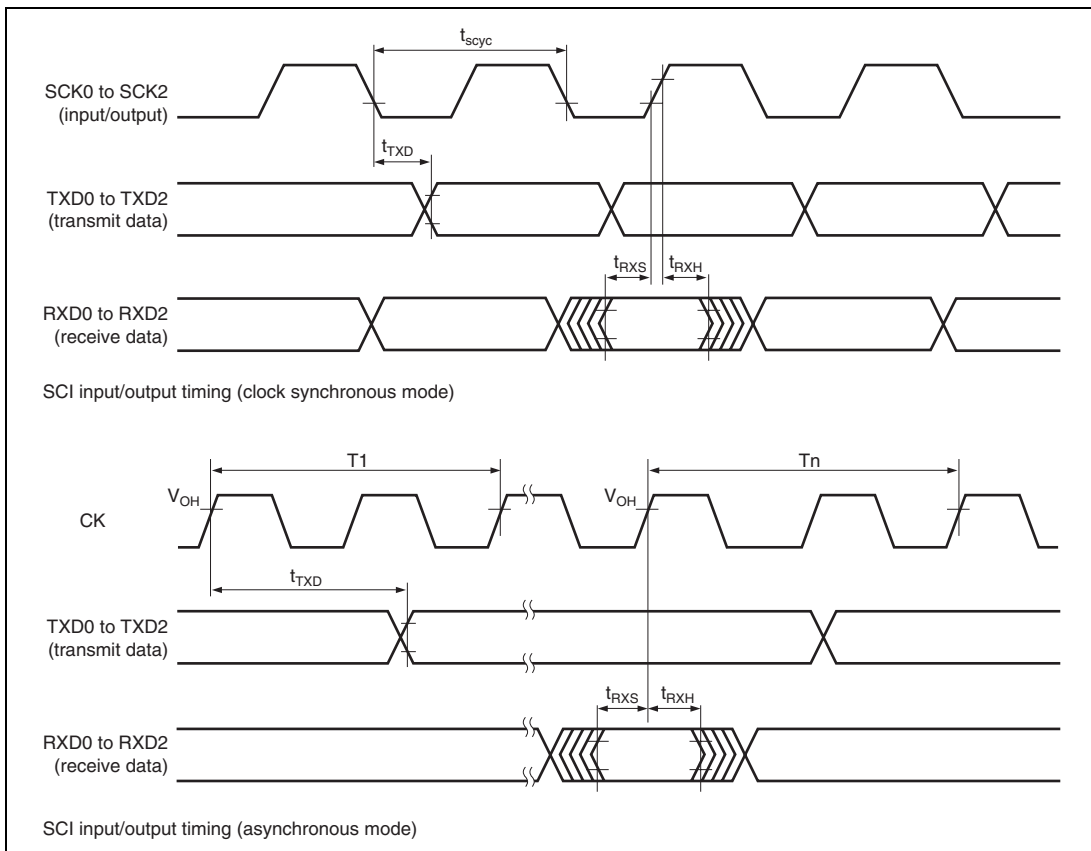 tscyc
SCK0 to SCK2
(input/output)
tTXD
TXD0 to TXD2
(transmit data)
tRXS
tRXH
RXD0 to RXD2
(receive data)
SCI input/output timing (clock synchronous mode)
T1
Tn
VOH
VOH
CK
tTXD
TXD0 to TXD2
(transmit data)
tRXS
tRXH
RXD0 to RXD2
(receive data)
SCI input/output timing (asynchronous mode)